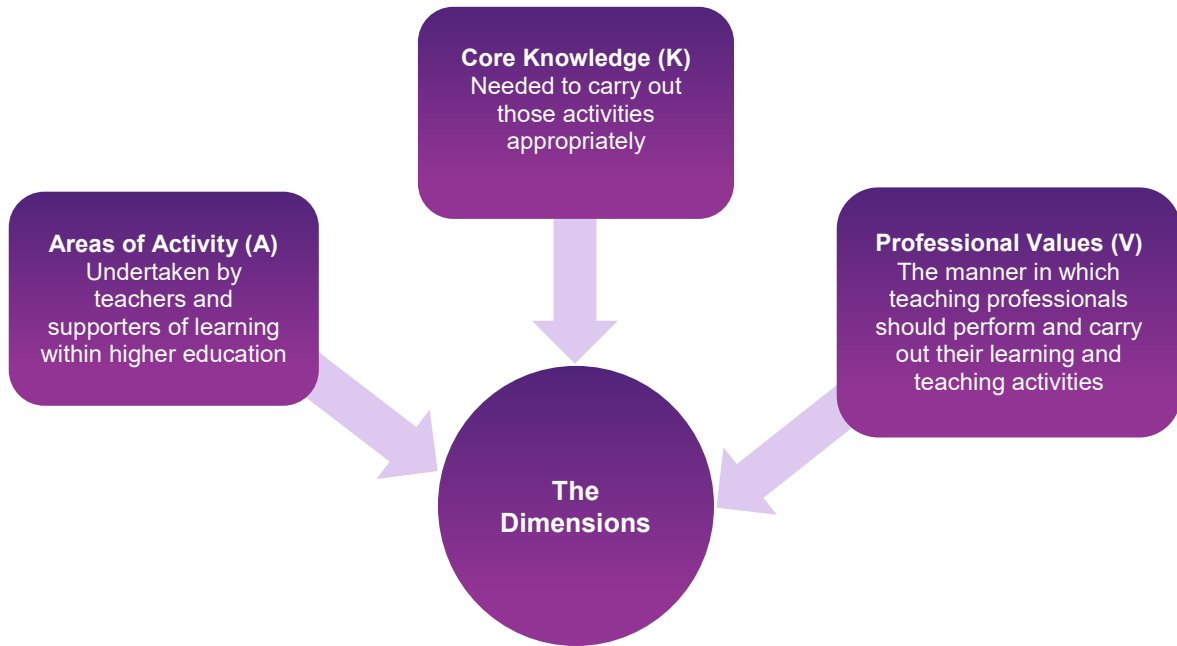 Core Knowledge (K)
Needed to carry out
those activities
appropriately
Areas of Activity (A)
Undertaken by
teachers and
supporters of learning
within higher education
Professional Values (V)
The manner in which
teaching professionals
should perform and carry
out their learning and
teaching activities
The
Dimensions